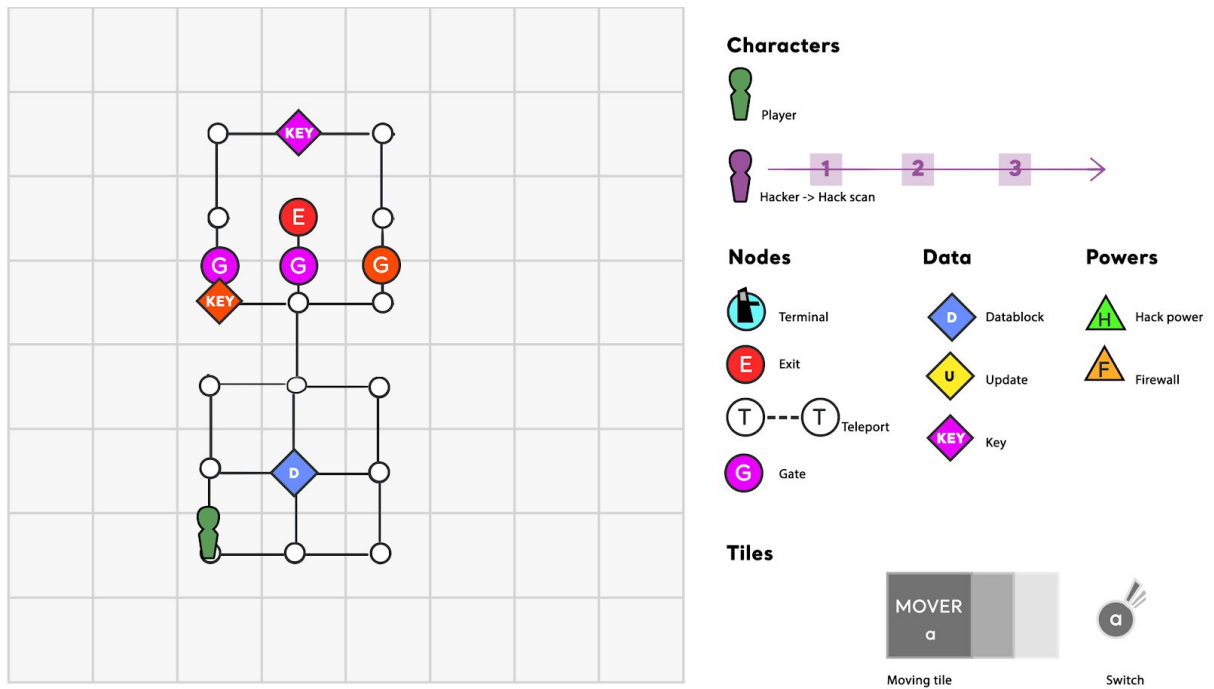 KEY
E
G
G
G
KEY
D
Characters
Player
1 2 3
Hacker -> Hack scan
Nodes
Data
Powers
Terminal
D
Datablock
H
Hack power
E
Exit
U
Update
F
Firewall
T
T
Teleport
KEY
Key
G
Gate
Tiles
MOVER
a
a
Moving tile
Switch